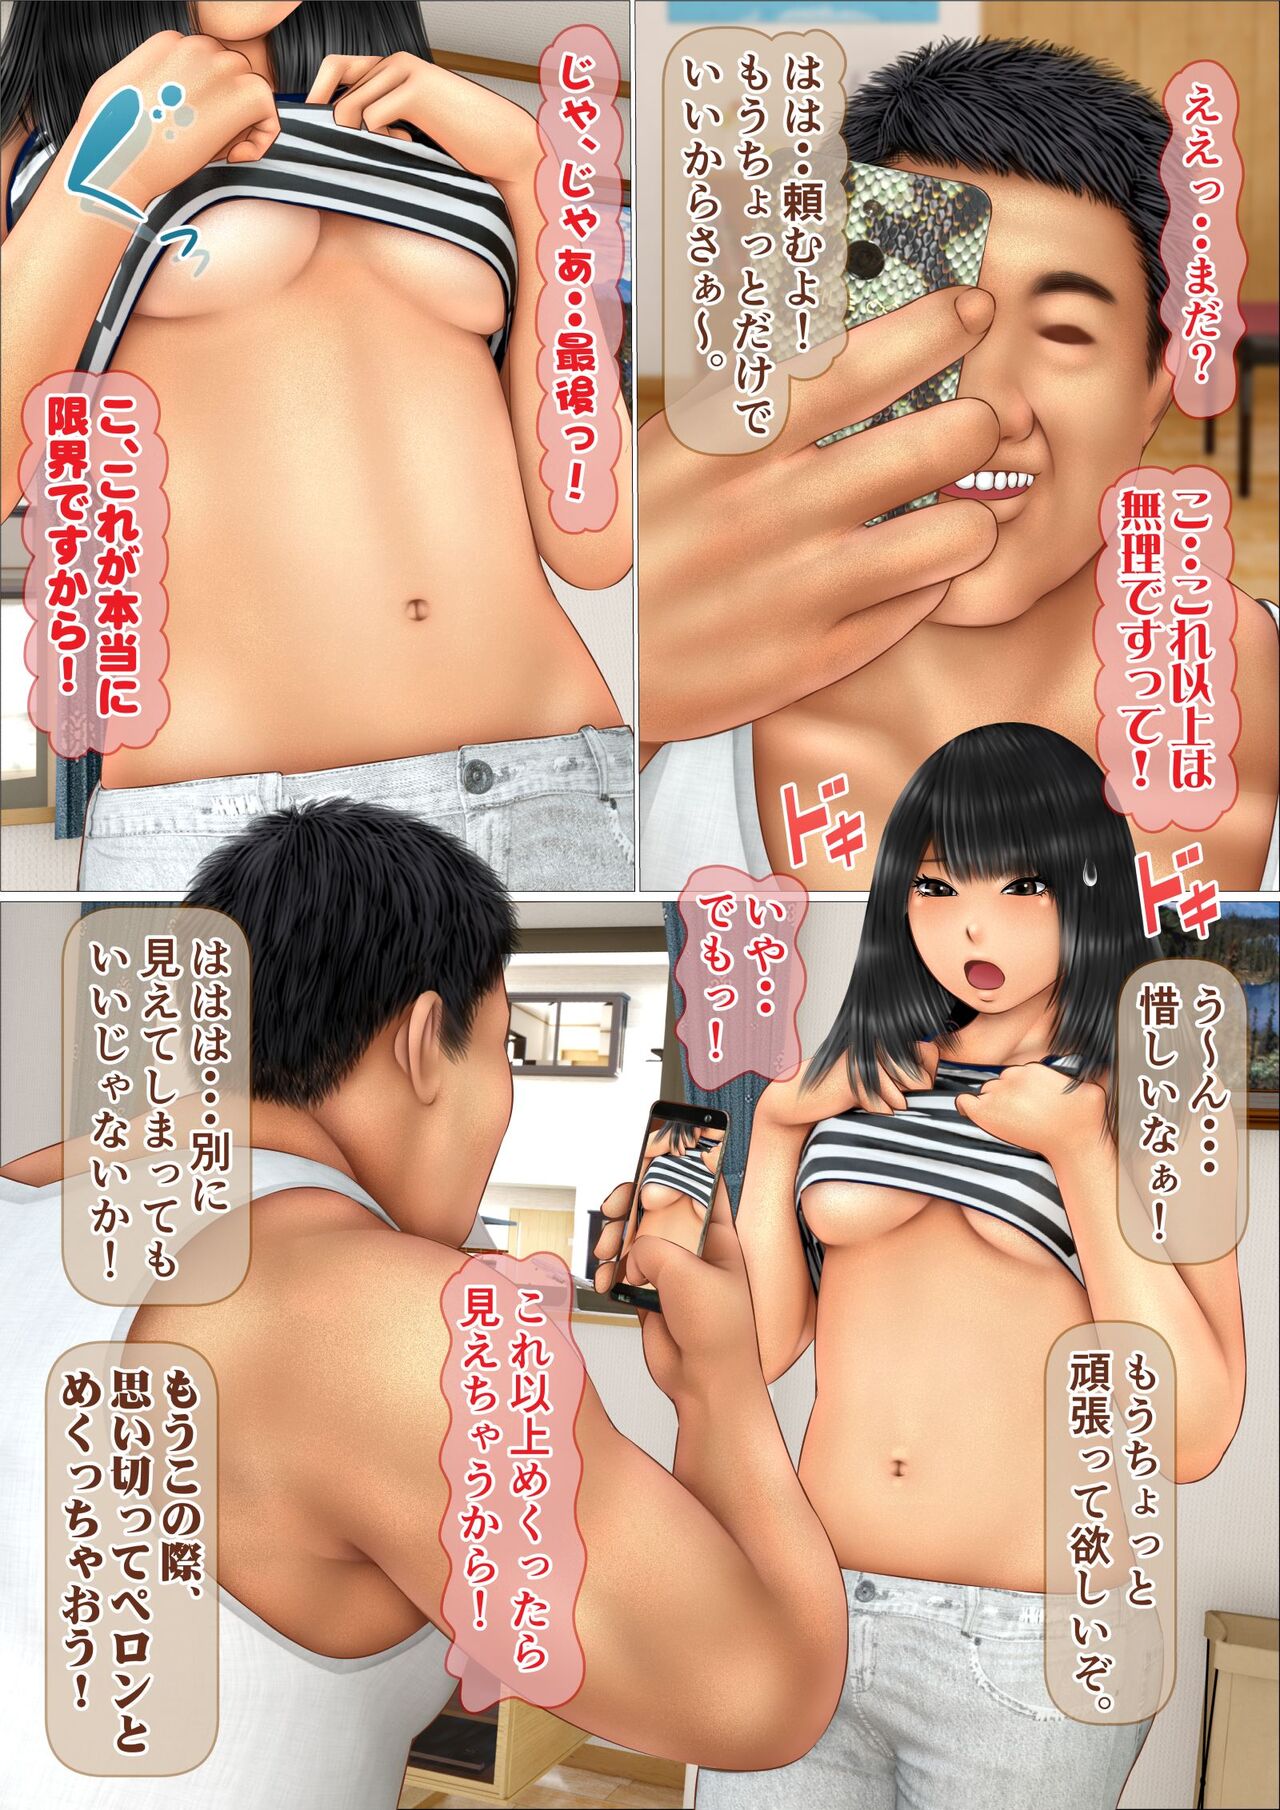 ええっ・・まだ?
はは・・頼むよ!
もうちょっとだけで
いいからさぁ～。
こ・・これ以上は
無理ですって!
じゃ、じゃあ・・最後っ!
ぐっ
こ、これが本当に
限界ですから!
ドキ
ドキ
う～ん・・・
惜しいなぁ!
もうちょっと
頑張って欲しいぞ。
いや・・
でもっ!
これ以上めくったら
見えちゃうから!
ははは・・・別に
見えてしまっても
いいじゃないか!
もうこの際、
思い切ってペロンと
めくっちゃおう!